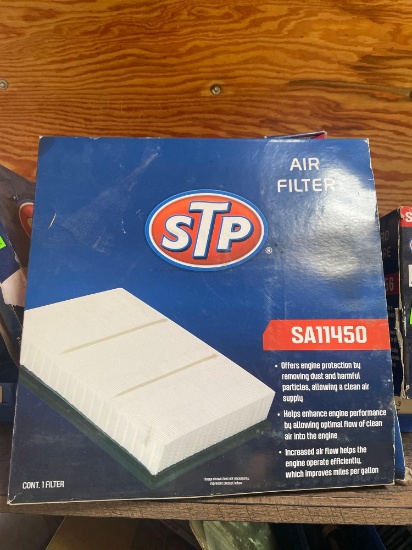 AIR
FILTER
STP
®
SA11450
• Offers engine protection by
removing dust and harmful
particles, allowing a clean air
supply
• Helps enhance engine performance
by allowing optimal flow of clean
air into the engine
• Increased air flow helps the
engine operate efficiently,
which improves miles per gallon
CONT. 1 FILTER